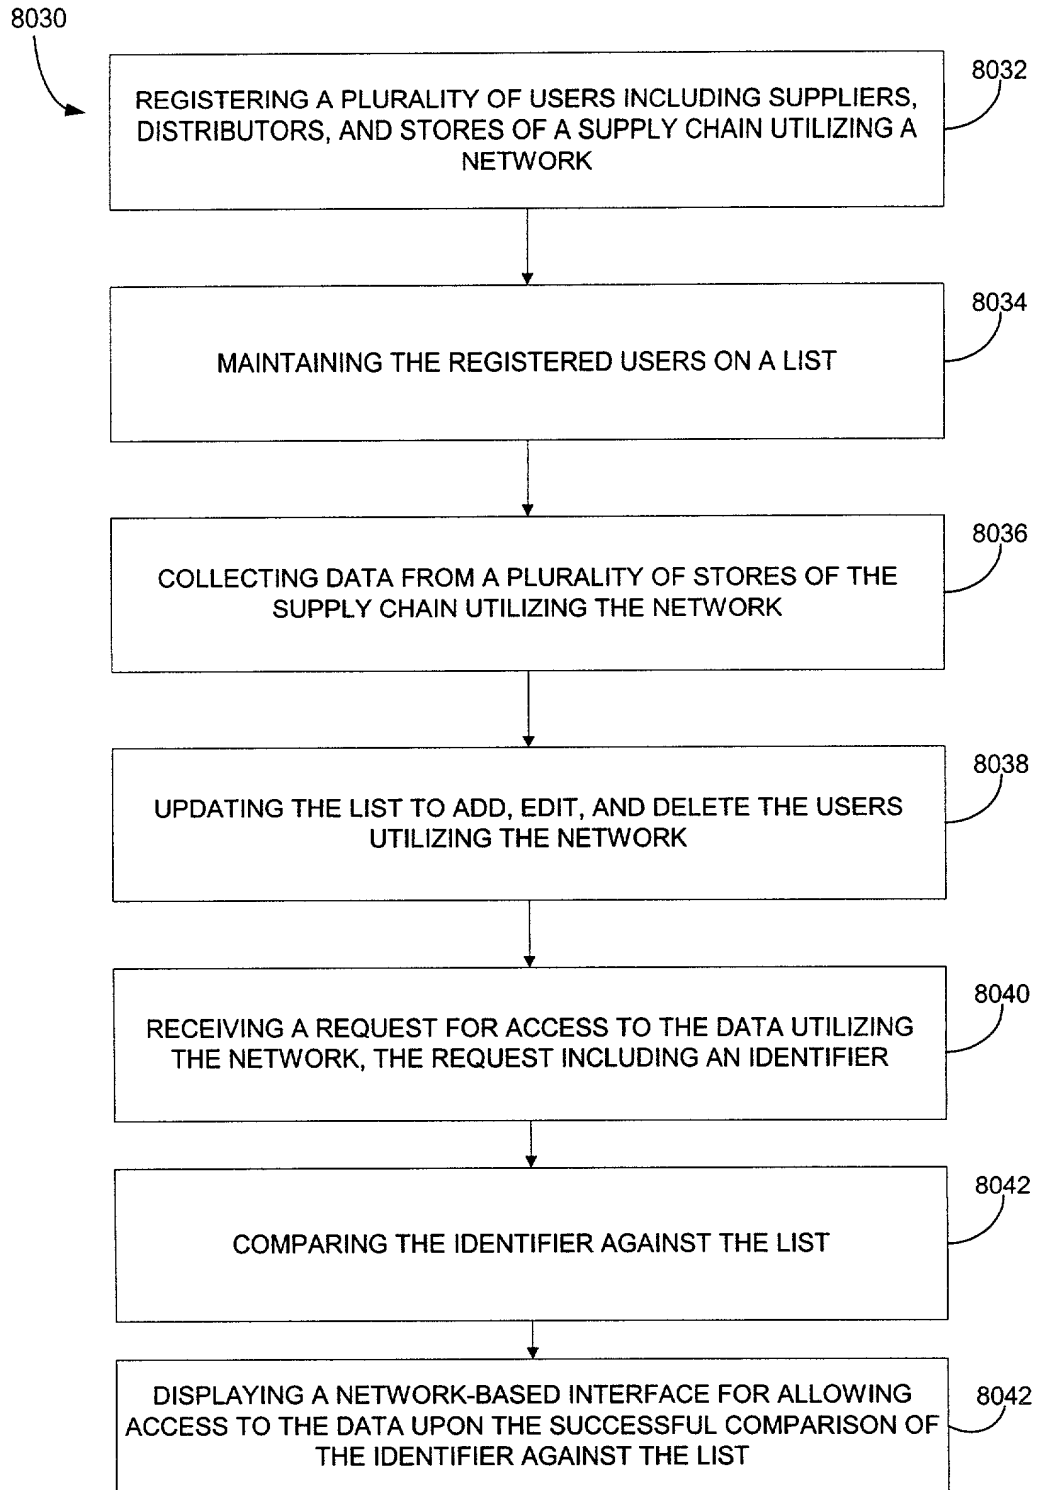 8030
8032
REGISTERING A PLURALITY OF USERS INCLUDING SUPPLIERS,
DISTRIBUTORS, AND STORES OF A SUPPLY CHAIN UTILIZING A
NETWORK
8034
MAINTAINING THE REGISTERED USERS ON A LIST
8036
COLLECTING DATA FROM A PLURALITY OF STORES OF THE
SUPPLY CHAIN UTILIZING THE NETWORK
8038
UPDATING THE LIST TO ADD, EDIT, AND DELETE THE USERS
UTILIZING THE NETWORK
8040
RECEIVING A REQUEST FOR ACCESS TO THE DATA UTILIZING
THE NETWORK, THE REQUEST INCLUDING AN IDENTIFIER
8042
COMPARING THE IDENTIFIER AGAINST THE LIST
8042
DISPLAYING A NETWORK-BASED INTERFACE FOR ALLOWING
ACCESS TO THE DATA UPON THE SUCCESSFUL COMPARISON OF
THE IDENTIFIER AGAINST THE LIST